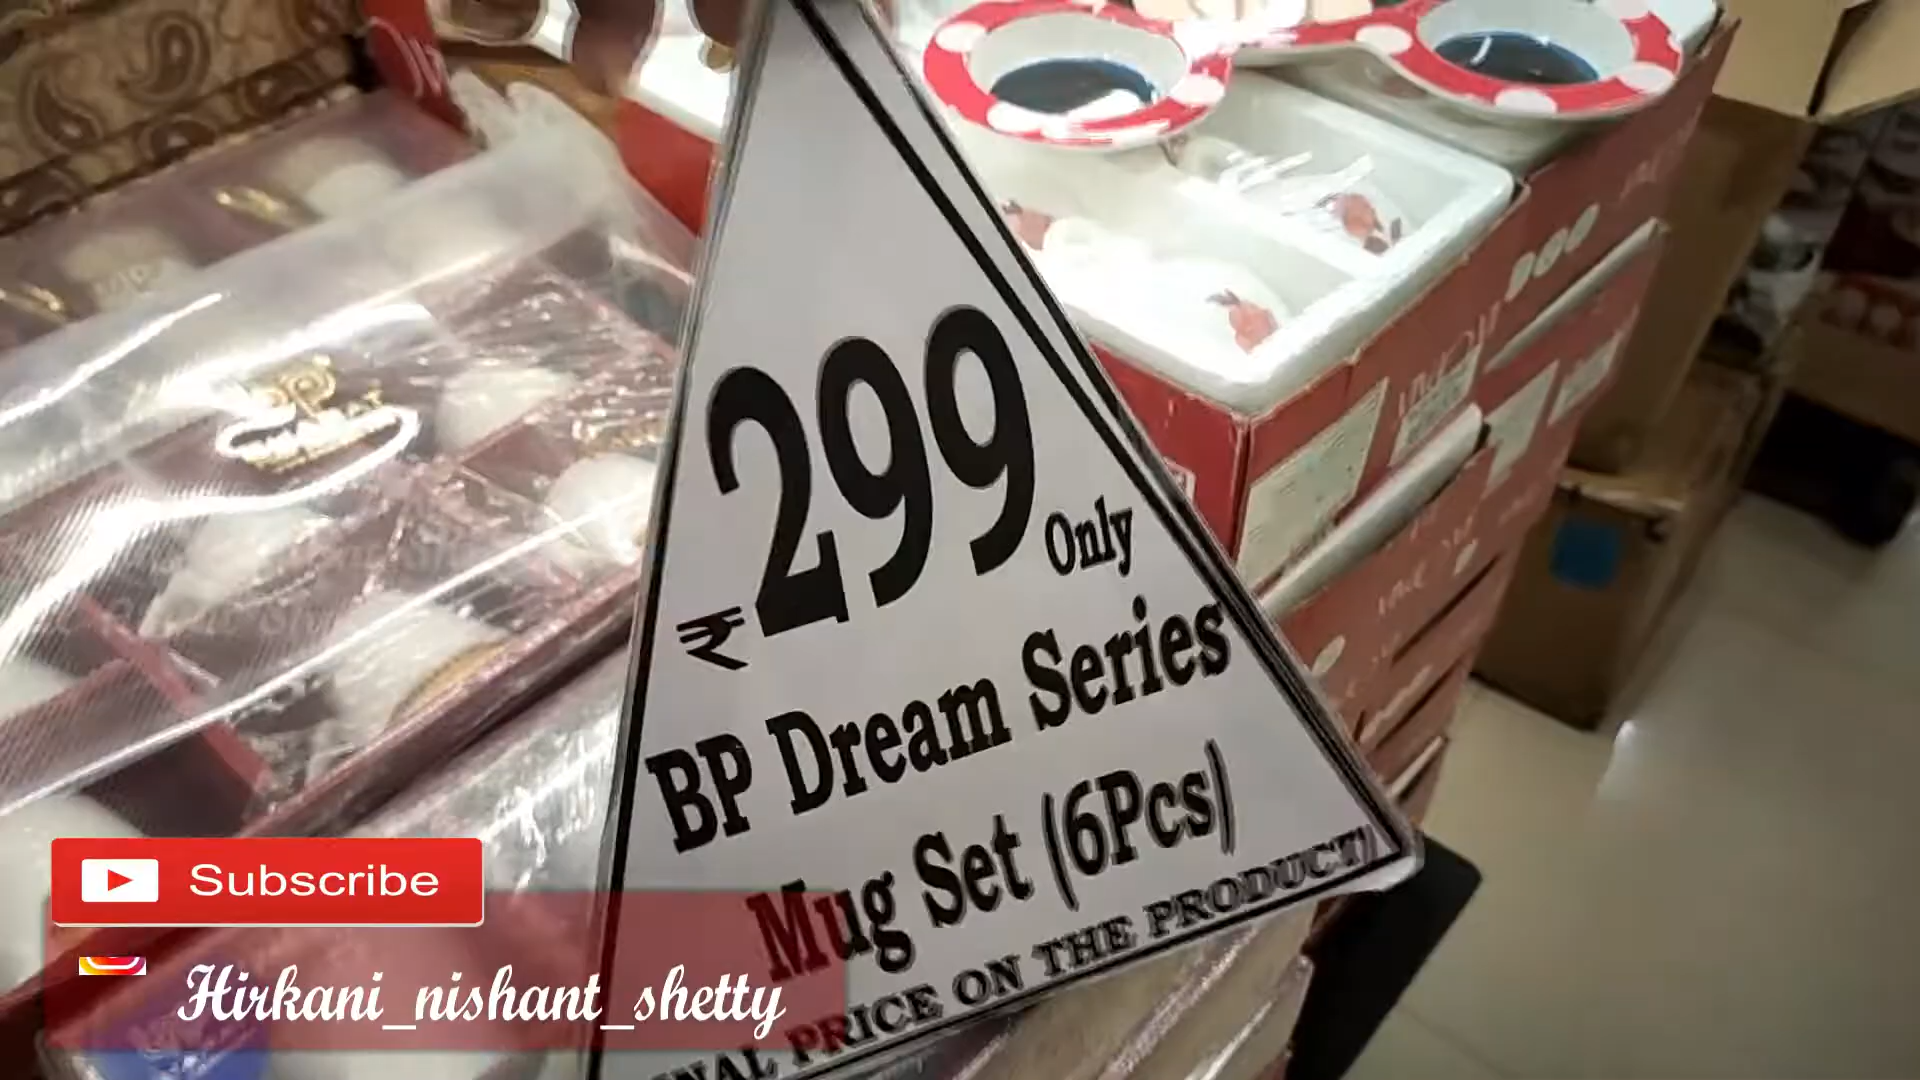 ₹299 Only
BP Dream Series
Mug Set (6Pcs)
PRICE ON THE PRODUCT)
Subscribe
Hirkani_nishant_shetty